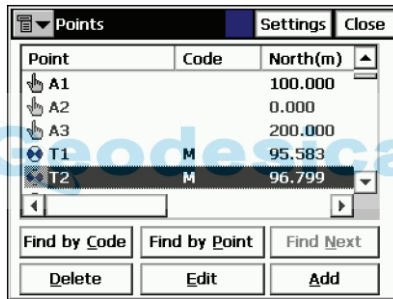 Points Settings Close
Point Code North(m)
A1 100.000
A2 0.000
A3 200.000
T1 M 95.583
T2 M 96.799
Geodesical
Find by Code Find by Point Find Next
Delete Edit Add